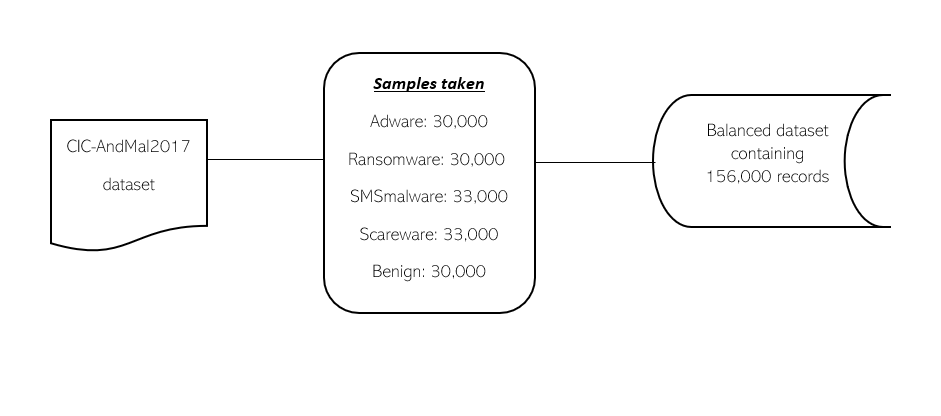 CIC-AndMal2017
dataset
Samples taken
Adware: 30,000
Ransomware: 30,000
SMSmalware: 33,000
Scareware: 33,000
Benign: 30,000
Balanced dataset
containing
156,000 records